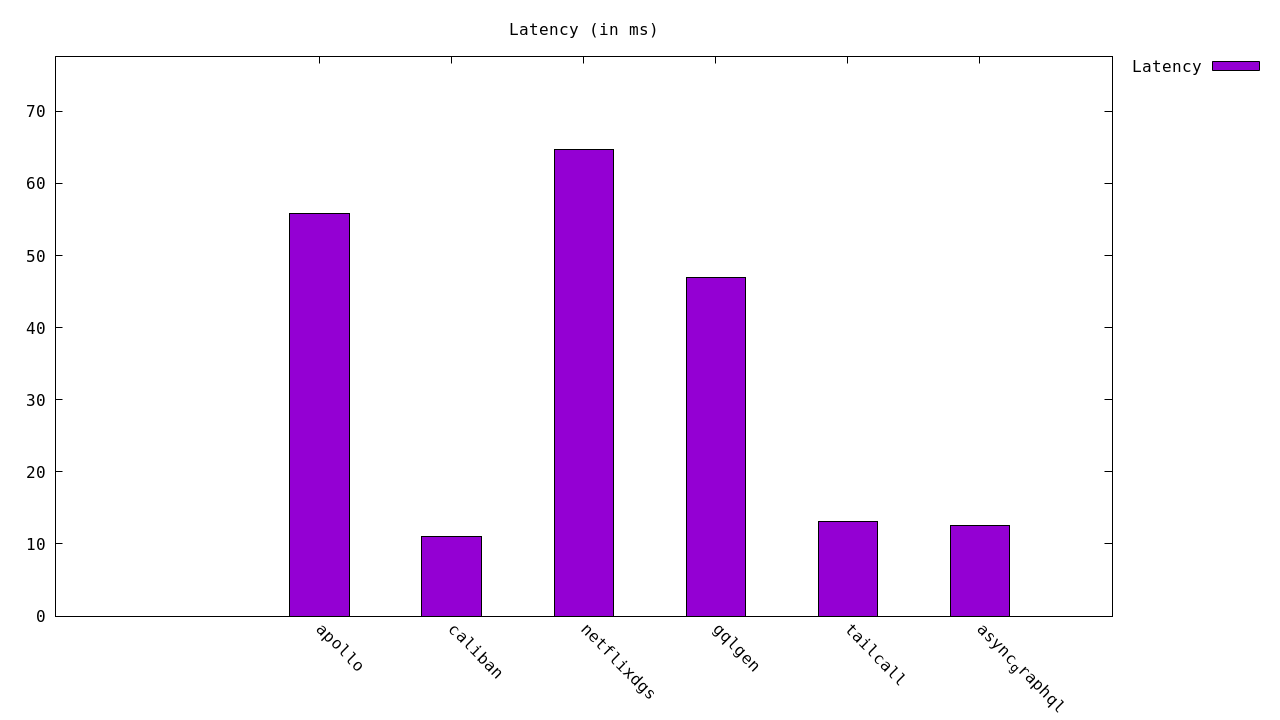 Latency (in ms)
Latency
70
60
50
40
30
20
10
0
apollo
caliban
netflixdgs
gqlgen
tailcall
async_graphql